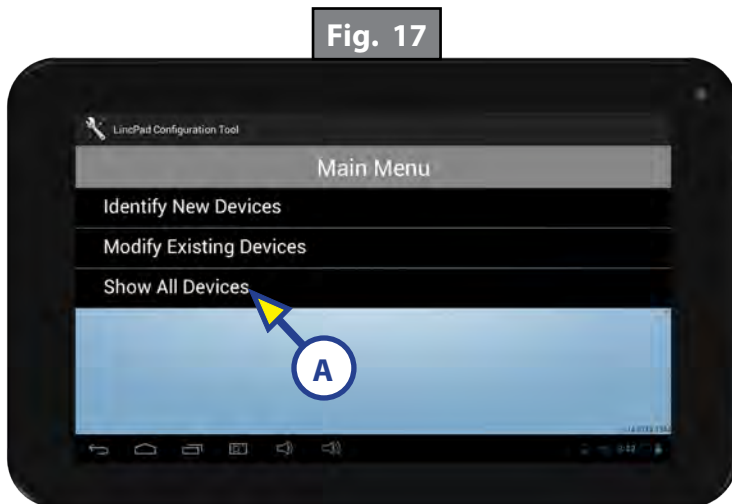 Fig. 17
LincPad Configuration Tool
Main Menu
Identify New Devices
Modify Existing Devices
Show All Devices
A